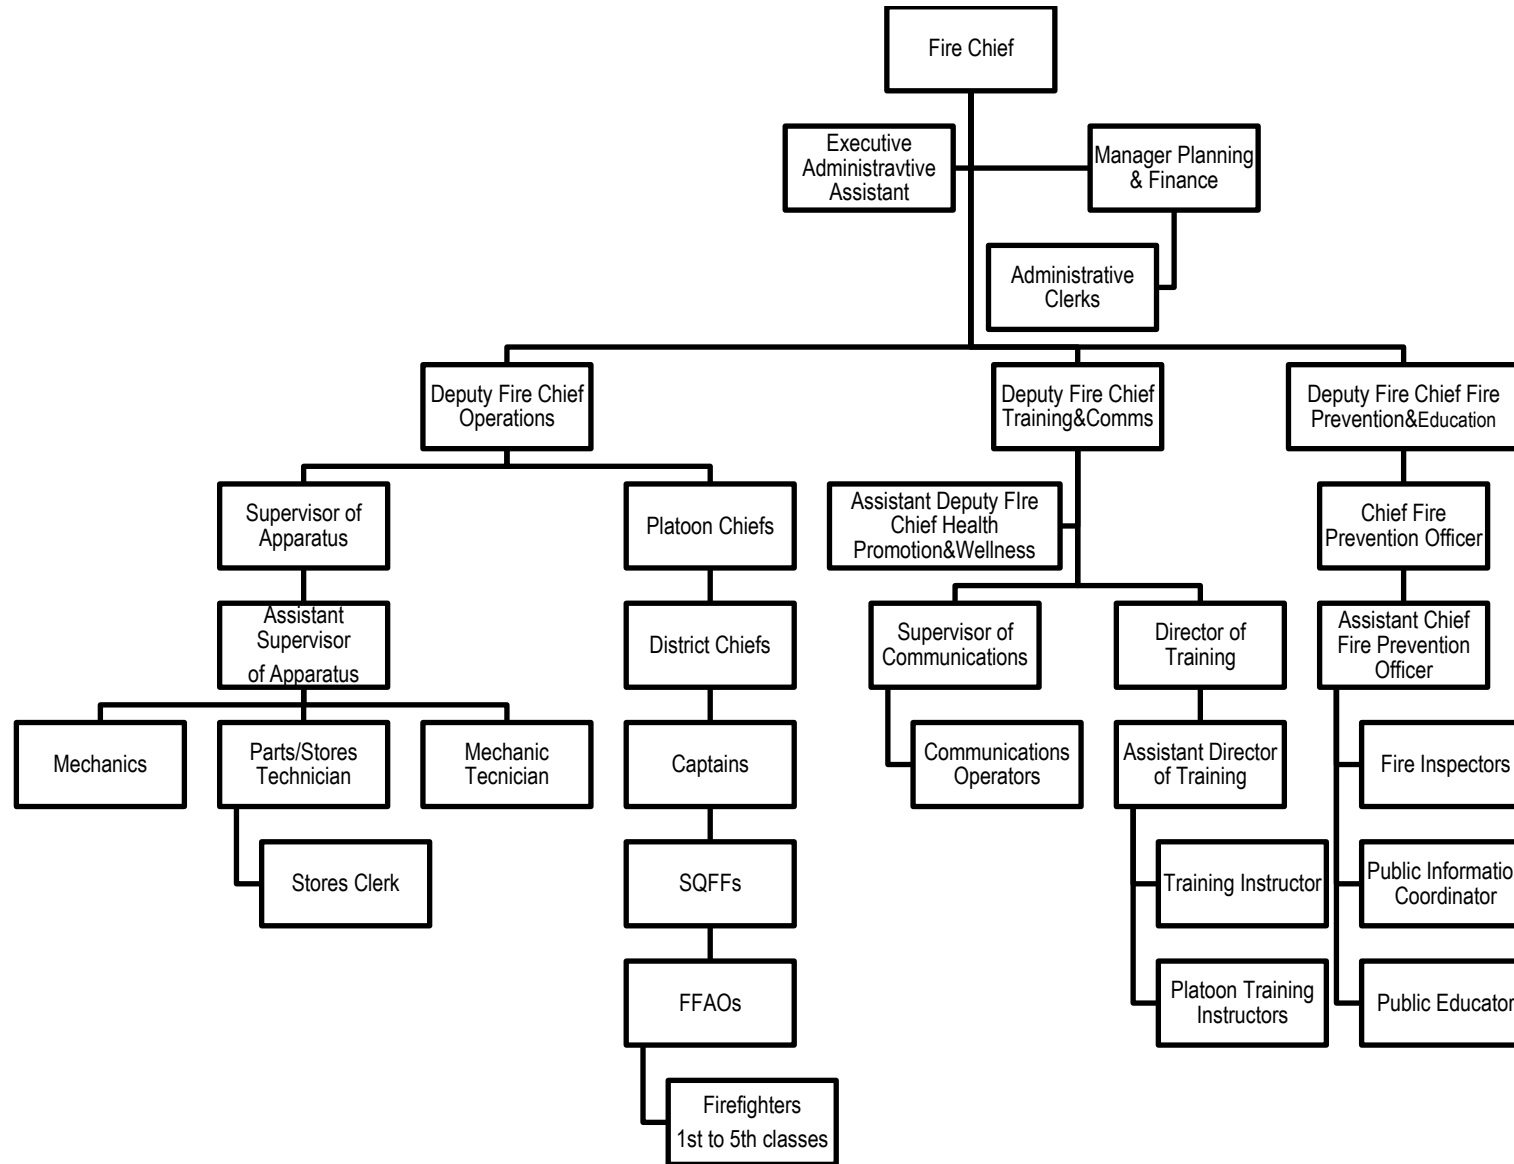 Fire Chief
Executive
Administravtive
Assistant
Manager Planning
& Finance
Administrative
Clerks
Deputy Fire Chief
Operations
Deputy Fire Chief
Training&Comms
Deputy Fire Chief Fire
Prevention&Education
Supervisor of
Apparatus
Platoon Chiefs
Assistant Deputy FIre
Chief Health
Promotion&Wellness
Chief Fire
Prevention Officer
Assistant
Supervisor
of Apparatus
District Chiefs
Supervisor of
Communications
Director of
Training
Assistant Chief
Fire Prevention
Officer
Mechanics
Parts/Stores
Technician
Mechanic
Tecnician
Captains
Communications
Operators
Assistant Director
of Training
Fire Inspectors
Stores Clerk
SQFFs
Training Instructor
Public Informatio
Coordinator
FFAOs
Platoon Training
Instructors
Public Educator
Firefighters
1st to 5th classes